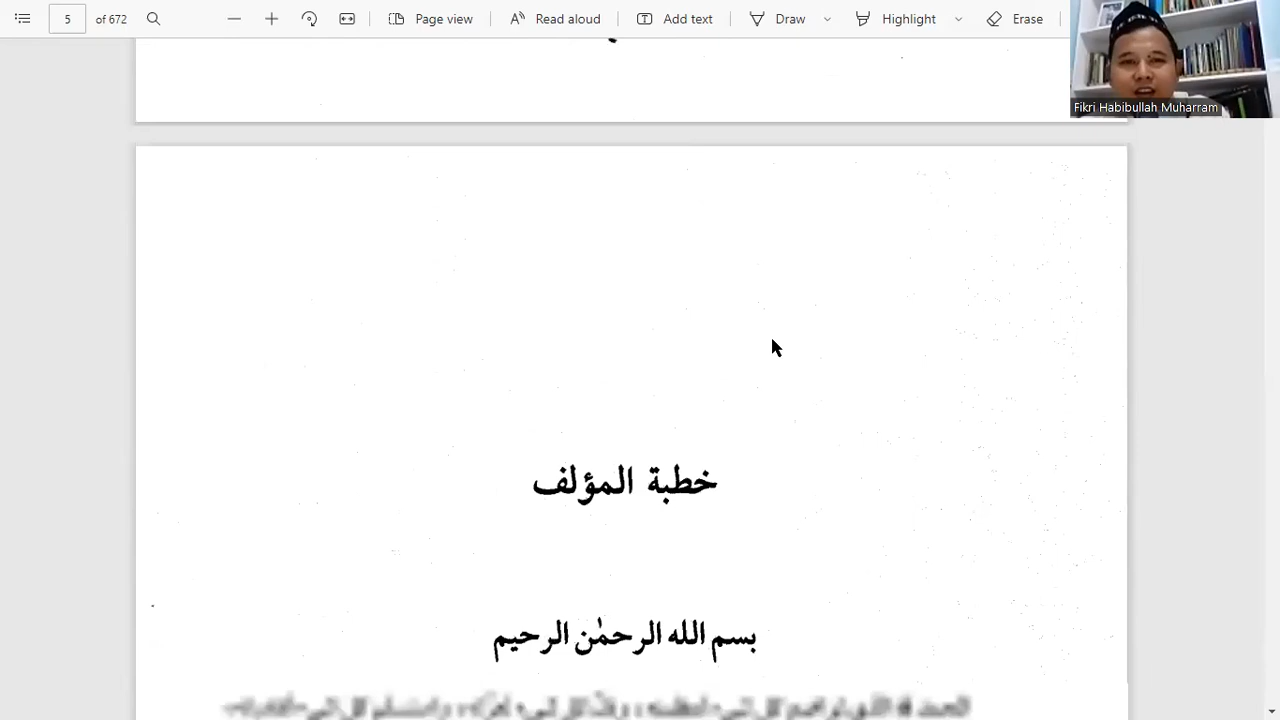 5 of 672 Page view Read aloud Add text Draw Highlight Erase
Fikri Habibullah Muharram
خطبة المؤلف
بسم الله الرحمٰن الرحيم